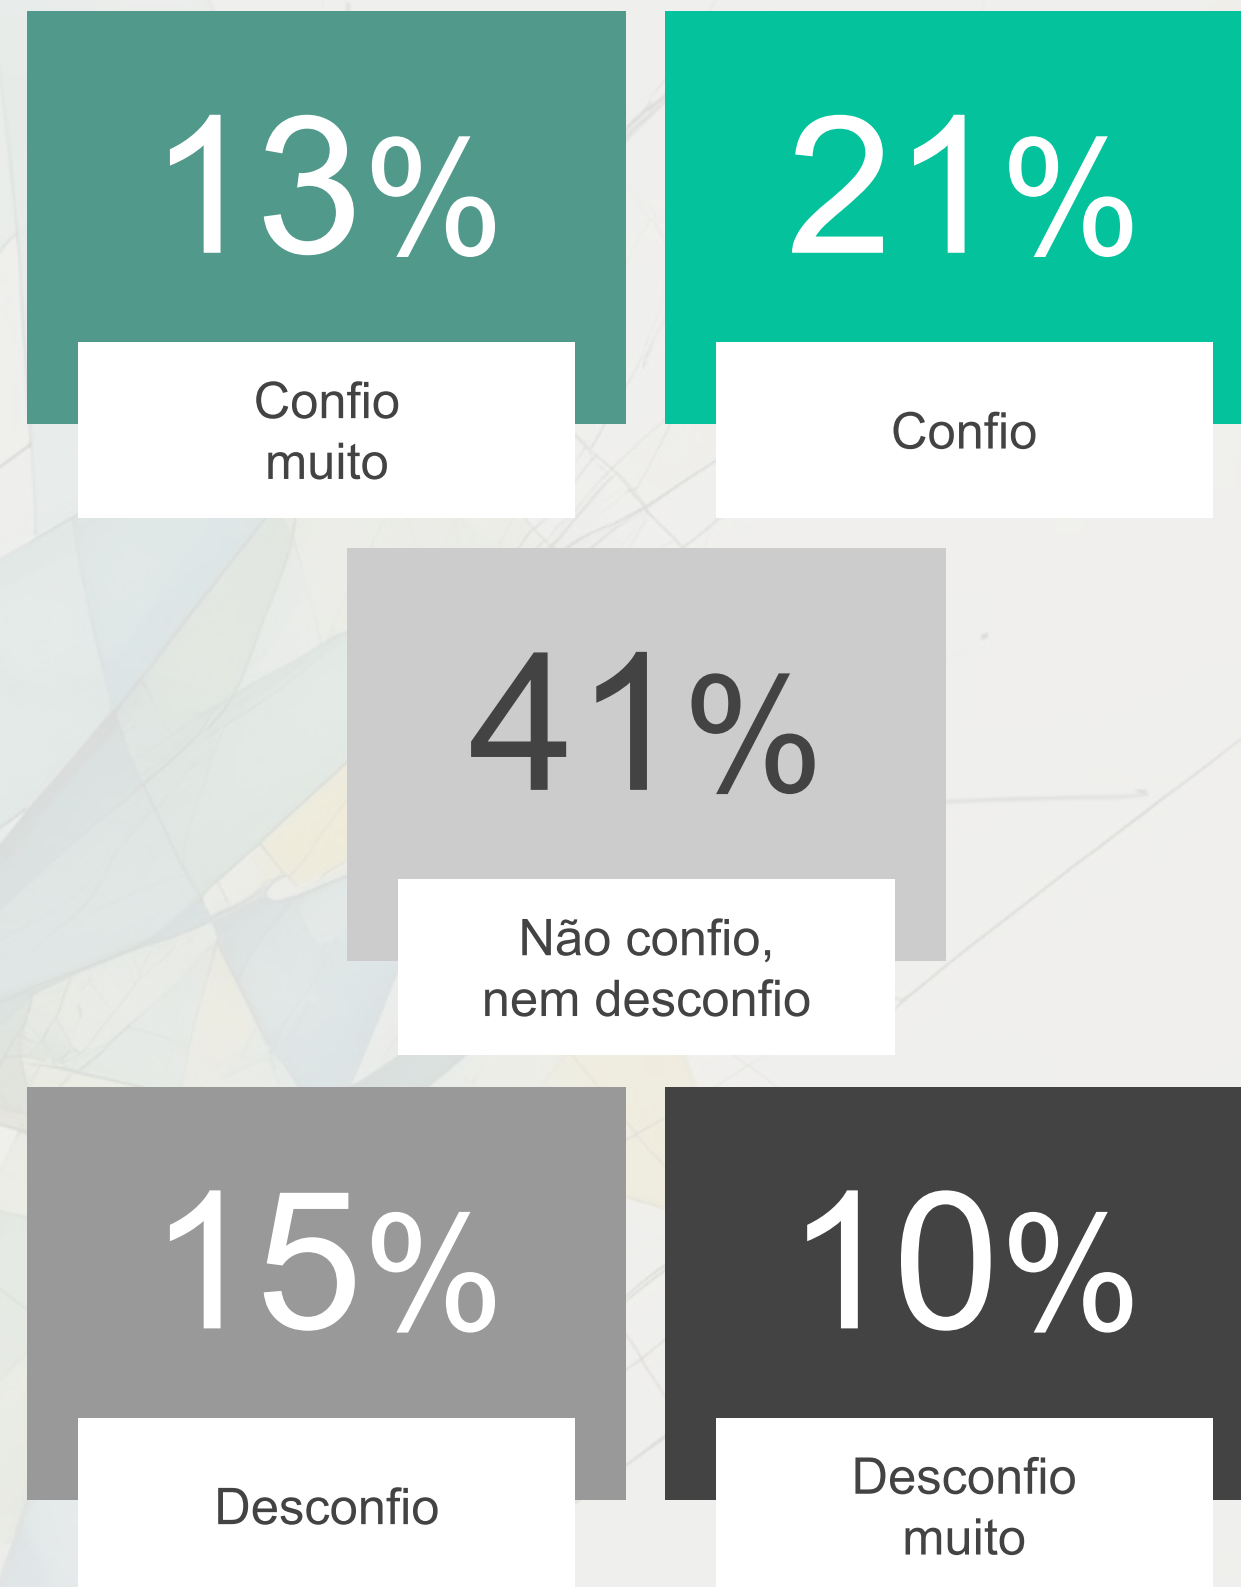 13%
Confio
muito
21%
Confio
41%
Não confio,
nem desconfio
15%
Desconfio
10%
Desconfio
muito